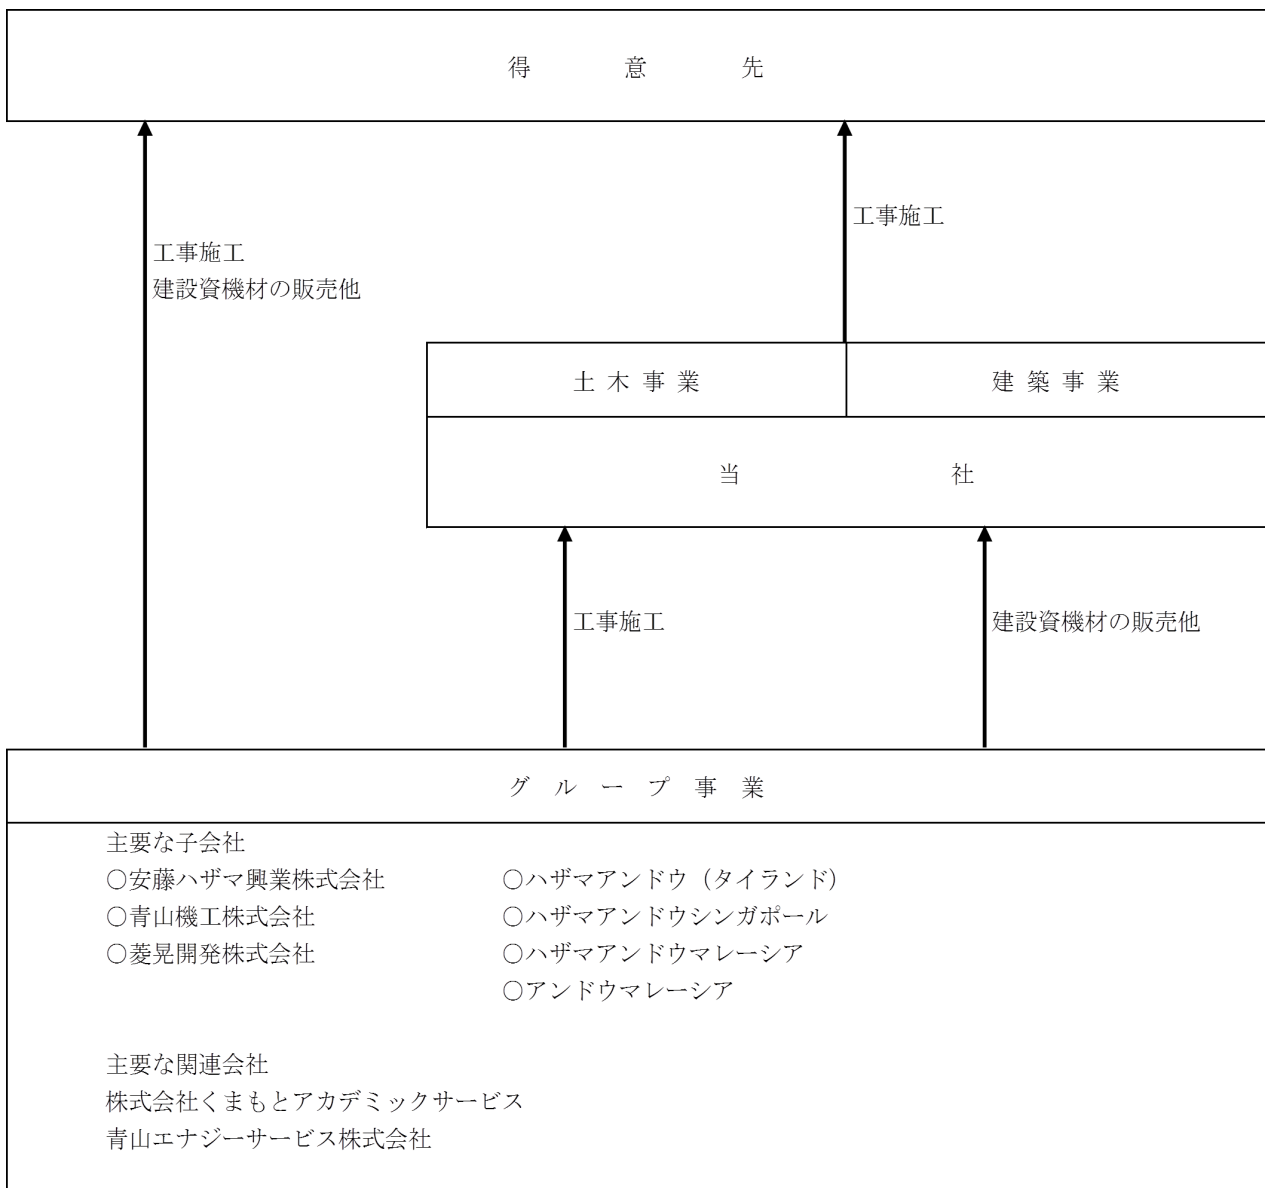 得意先
工事施工
工事施工
建設資機材の販売他
土木事業 建築事業
当社
工事施工 建設資機材の販売他
グループ事業
主要な子会社
○安藤ハザマ興業株式会社 ○ハザマアンドウ（タイランド）
○青山機工株式会社 ○ハザマアンドウシンガポール
○菱晃開発株式会社 ○ハザマアンドウマレーシア
○アンドウマレーシア
主要な関連会社
株式会社くまもとアカデミックサービス
青山エナジーサービス株式会社